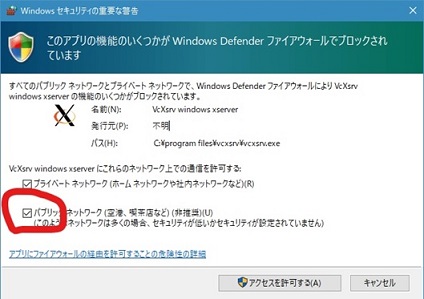 Windows セキュリティの重要な警告
このアプリの機能のいくつかが Windows Defender ファイアウォールでブロックされ
ています
すべてのパブリック ネットワークとプライベート ネットワークで、Windows Defender ファイアウォールにより VcXsrv
windows xserver の機能のいくつかがブロックされています。
名前(N): VcXsrv windows xserver
発行元(P): 不明
パス(H): C:¥program files¥vcxsrv¥vcxsrv.exe
VcXsrv windows xserver にこれらのネットワーク上での通信を許可する:
プライベート ネットワーク (ホーム ネットワークや社内ネットワークなど)(R)
パブリック ネットワーク (空港、喫茶店など) (非推奨)(U)
(このようなネットワークは多くの場合、セキュリティが低いかセキュリティが設定されていません)
アプリにファイアウォールの経由を許可することの危険性の詳細
アクセスを許可する(A) キャンセル